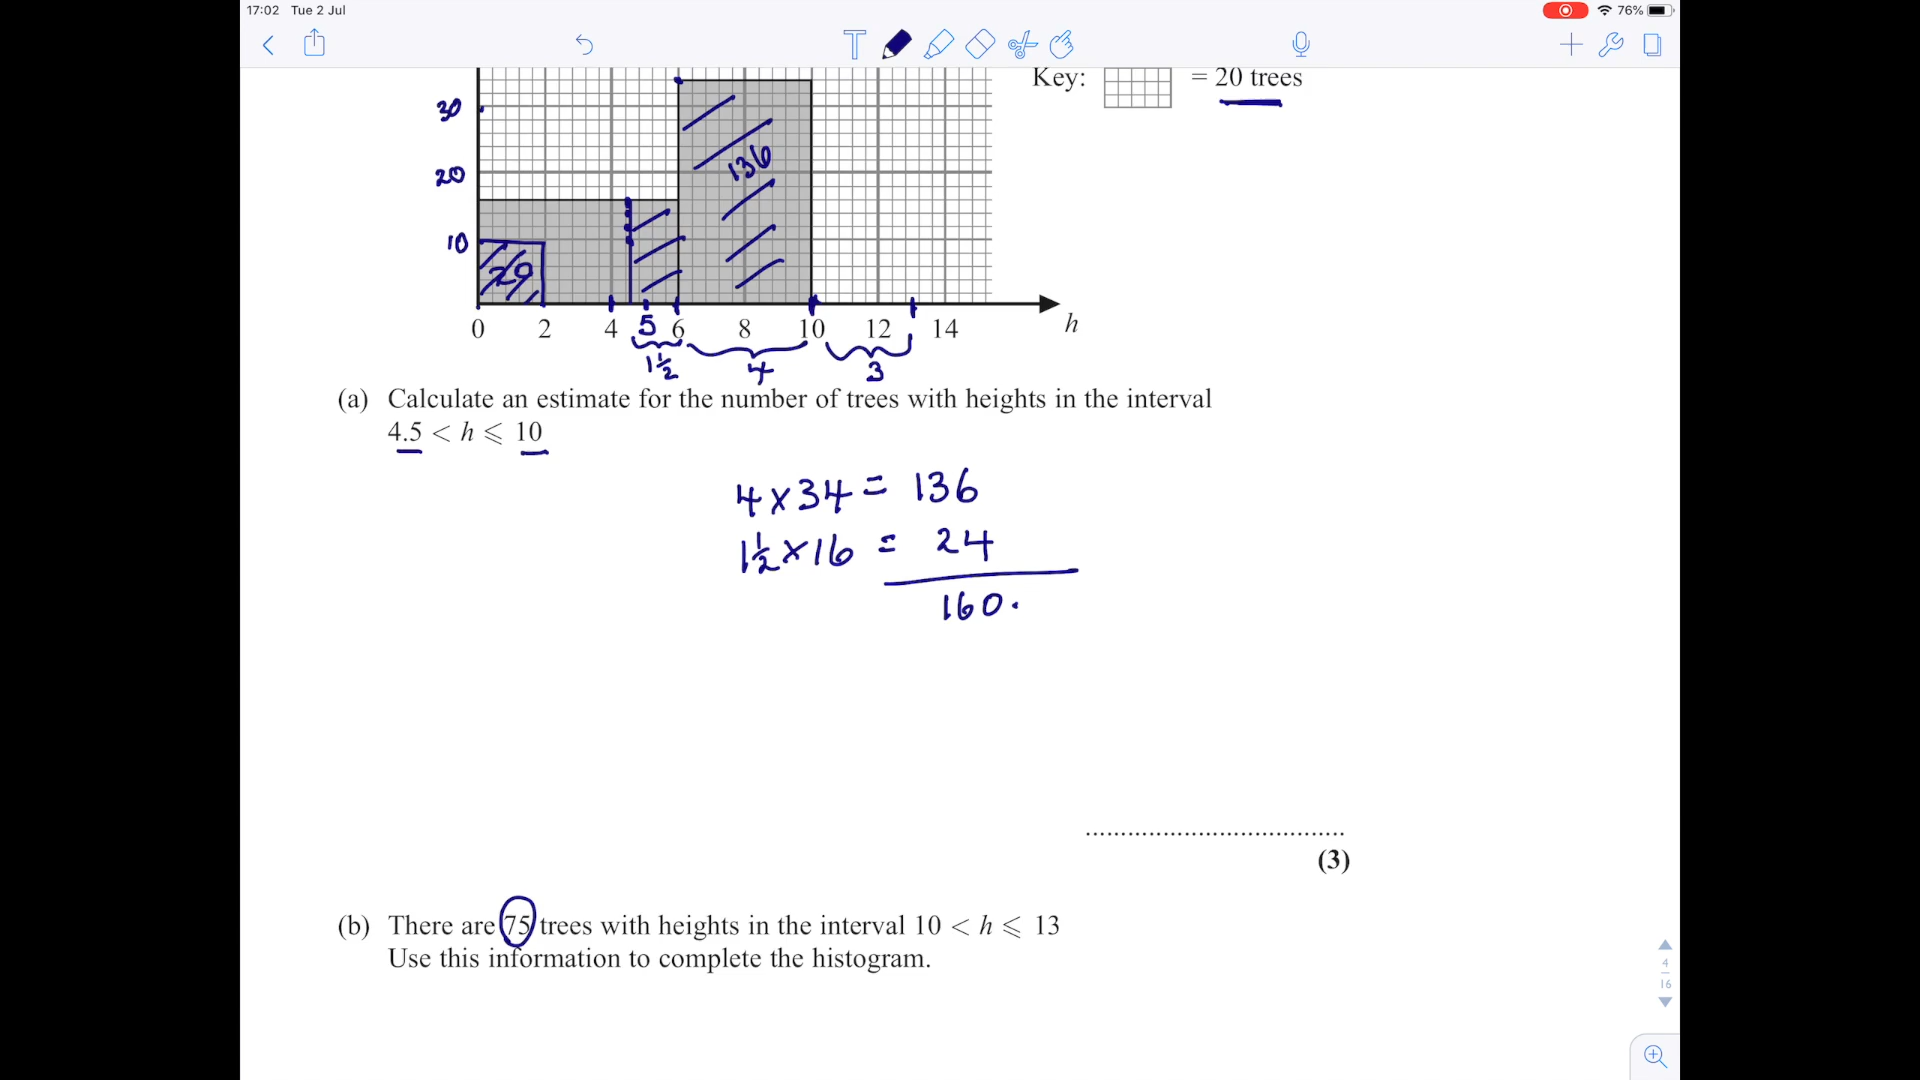 17:02 Tue 2 Jul
76%
T
Key: = 20 trees
30
20
136
10
20
0 2 4 5 6 8 10 12 14 h
1½ 4 3
(a) Calculate an estimate for the number of trees with heights in the interval
4.5 < h ⩽ 10
4 × 34 = 136
1½ × 16 = 24
160.
....................................
(3)
(b) There are 75 trees with heights in the interval 10 < h ⩽ 13
Use this information to complete the histogram.
4
16